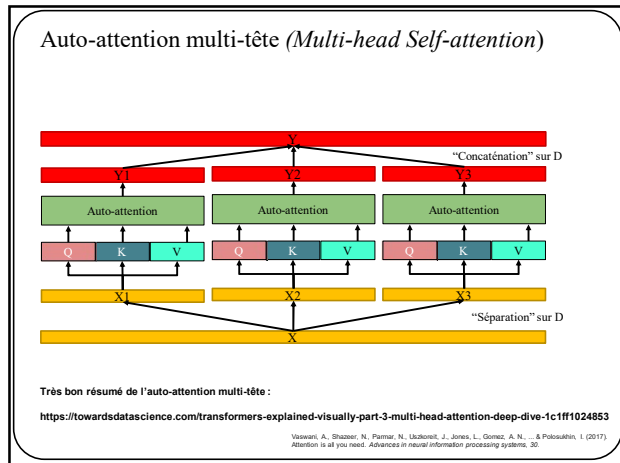 Auto-attention multi-tête (Multi-head Self-attention)
Y
“Concaténation” sur D
Y1 Y2 Y3
Auto-attention Auto-attention Auto-attention
Q K V Q K V Q K V
X1 X2 X3
“Séparation” sur D
X
Très bon résumé de l’auto-attention multi-tête :
https://towardsdatascience.com/transformers-explained-visually-part-3-multi-head-attention-deep-dive-1c1ff1024853
Vaswani, A., Shazeer, N., Parmar, N., Uszkoreit, J., Jones, L., Gomez, A. N., ... & Polosukhin, I. (2017).
Attention is all you need. Advances in neural information processing systems, 30.